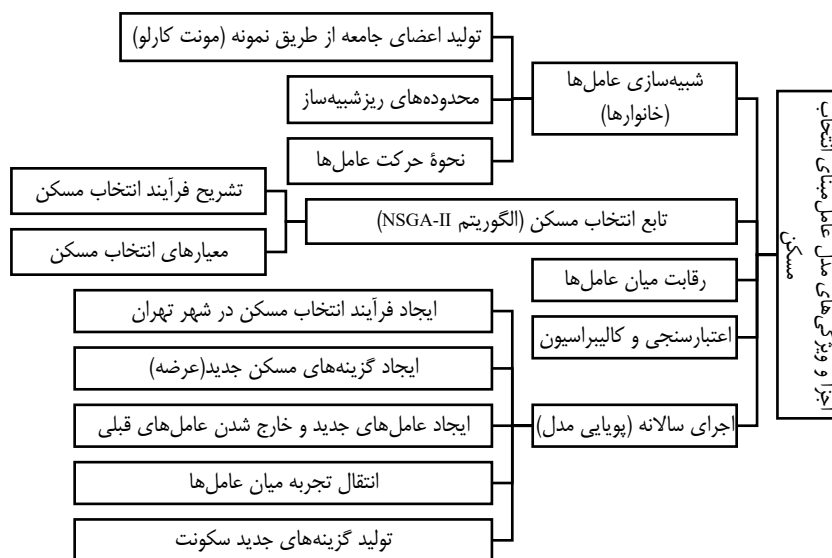 اجزا و ویژگی‌های مدل عامل‌مبنای انتخاب
مسکن
شبیه‌سازی عامل‌ها
(خانوارها)
تولید اعضای جامعه از طریق نمونه (مونت کارلو)
محدوده‌های ریزشبیه‌ساز
نحوۀ حرکت عامل‌ها
تابع انتخاب مسکن (الگوریتم NSGA-II)
تشریح فرآیند انتخاب مسکن
معیارهای انتخاب مسکن
رقابت میان عامل‌ها
اعتبارسنجی و کالیبراسیون
اجرای سالانه (پویایی مدل)
ایجاد فرآیند انتخاب مسکن در شهر تهران
ایجاد گزینه‌های مسکن جدید(عرضه)
ایجاد عامل‌های جدید و خارج شدن عامل‌های قبلی
انتقال تجربه میان عامل‌ها
تولید گزینه‌های جدید سکونت